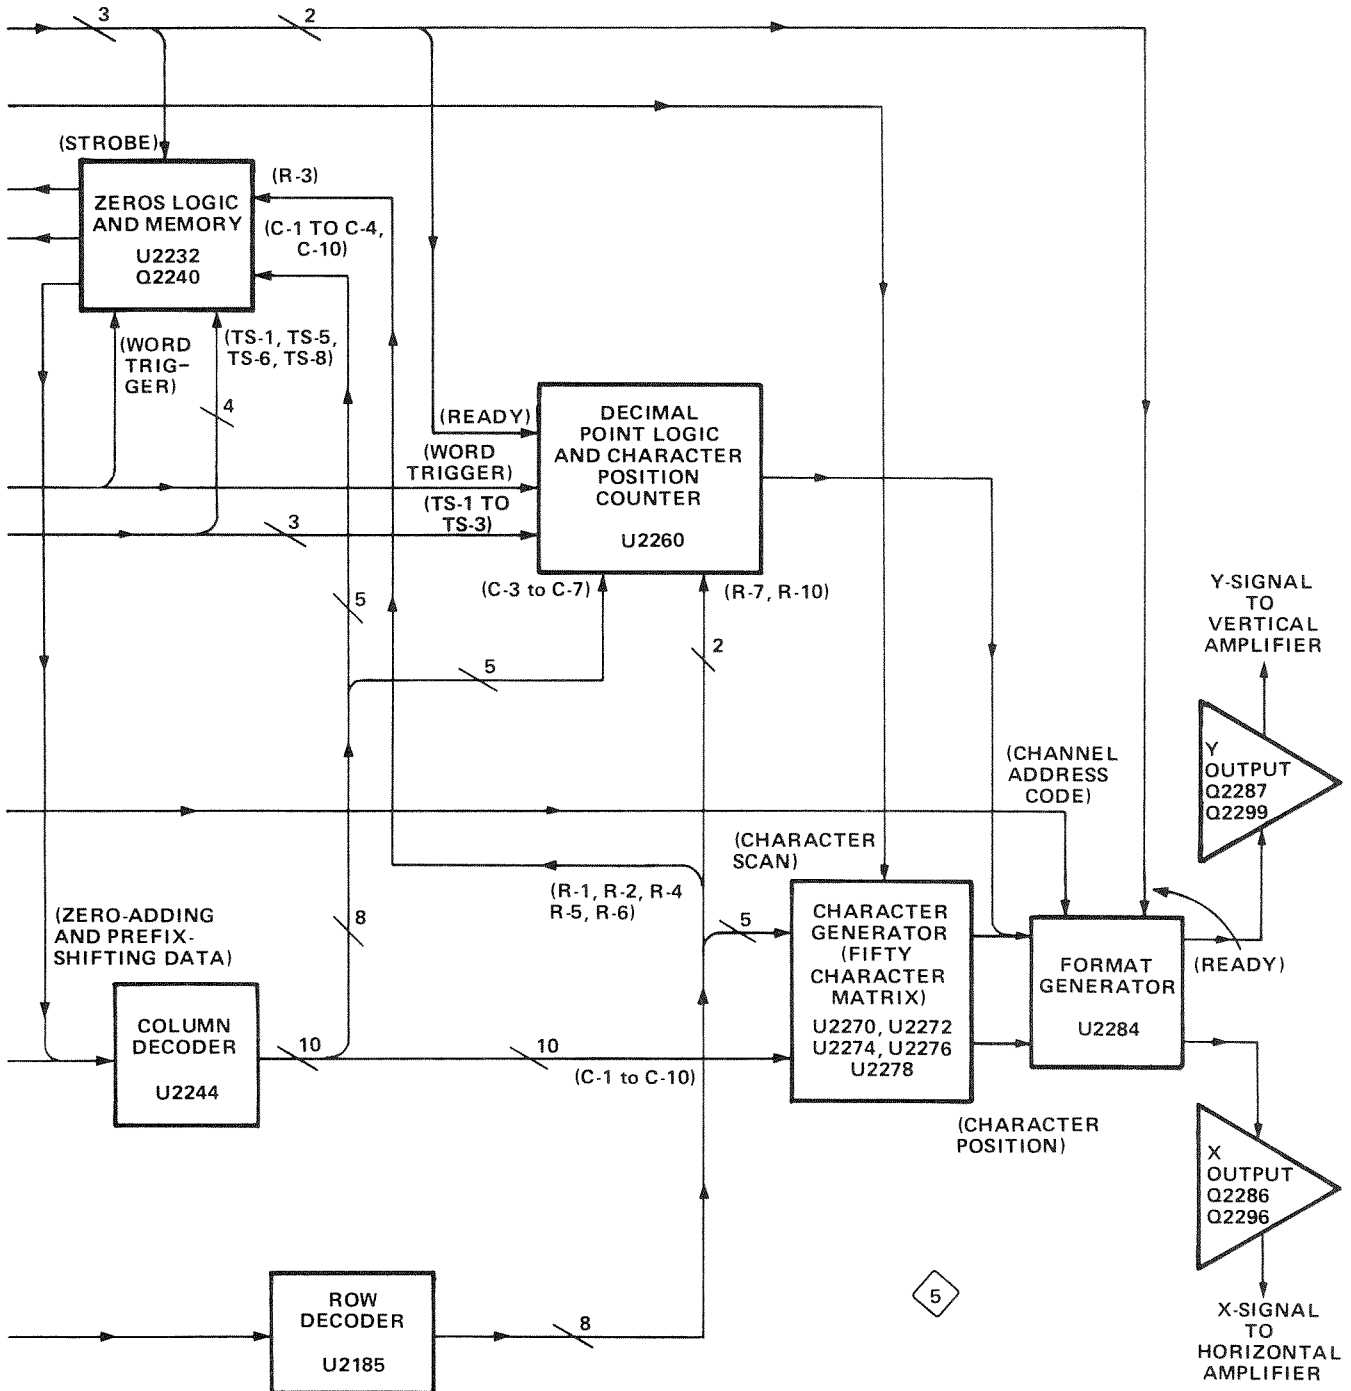 3
2
(STROBE)
(R-3)
ZEROS LOGIC
AND MEMORY
U2232
Q2240
(C-1 TO C-4,
C-10)
(WORD
TRIG-
GER)
(TS-1, TS-5,
TS-6, TS-8)
4
(READY)
(WORD
TRIGGER)
(TS-1 TO
TS-3)
3
DECIMAL
POINT LOGIC
AND CHARACTER
POSITION
COUNTER
U2260
(C-3 to C-7)
(R-7, R-10)
5
5
2
Y-SIGNAL
TO
VERTICAL
AMPLIFIER
Y
OUTPUT
Q2287
Q2299
(CHANNEL
ADDRESS
CODE)
(CHARACTER
SCAN)
(R-1, R-2, R-4
R-5, R-6)
(ZERO-ADDING
AND PREFIX-
SHIFTING DATA)
8
5
CHARACTER
GENERATOR
(FIFTY
CHARACTER
MATRIX)
U2270, U2272
U2274, U2276
U2278
FORMAT
GENERATOR
U2284
(READY)
COLUMN
DECODER
U2244
10
10
(C-1 to C-10)
(CHARACTER
POSITION)
X
OUTPUT
Q2286
Q2296
X-SIGNAL
TO
HORIZONTAL
AMPLIFIER
ROW
DECODER
U2185
8
5